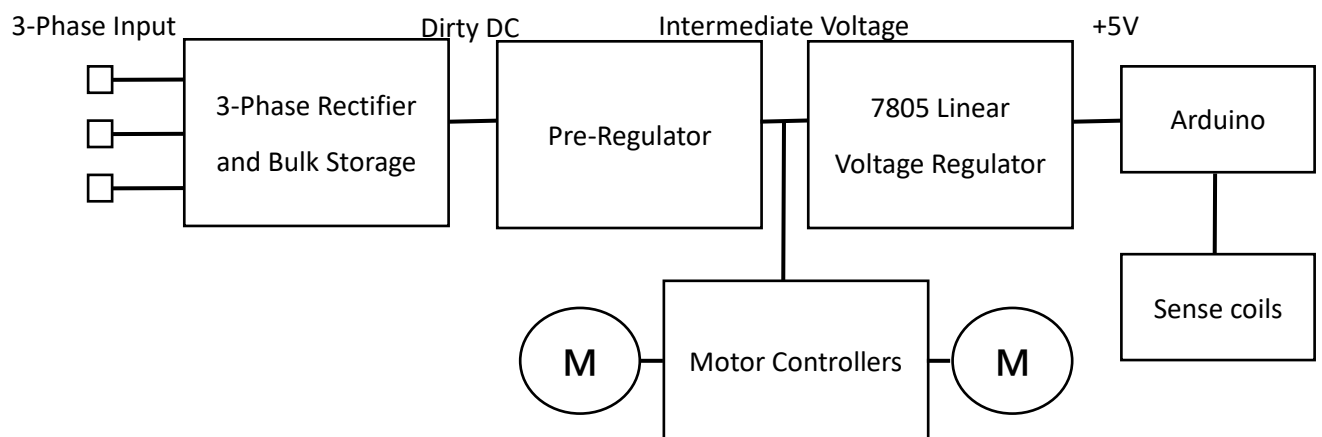 3-Phase Input
Dirty DC
Intermediate Voltage
+5V
3-Phase Rectifier
and Bulk Storage
Pre-Regulator
7805 Linear
Voltage Regulator
Arduino
Sense coils
M
Motor Controllers
M